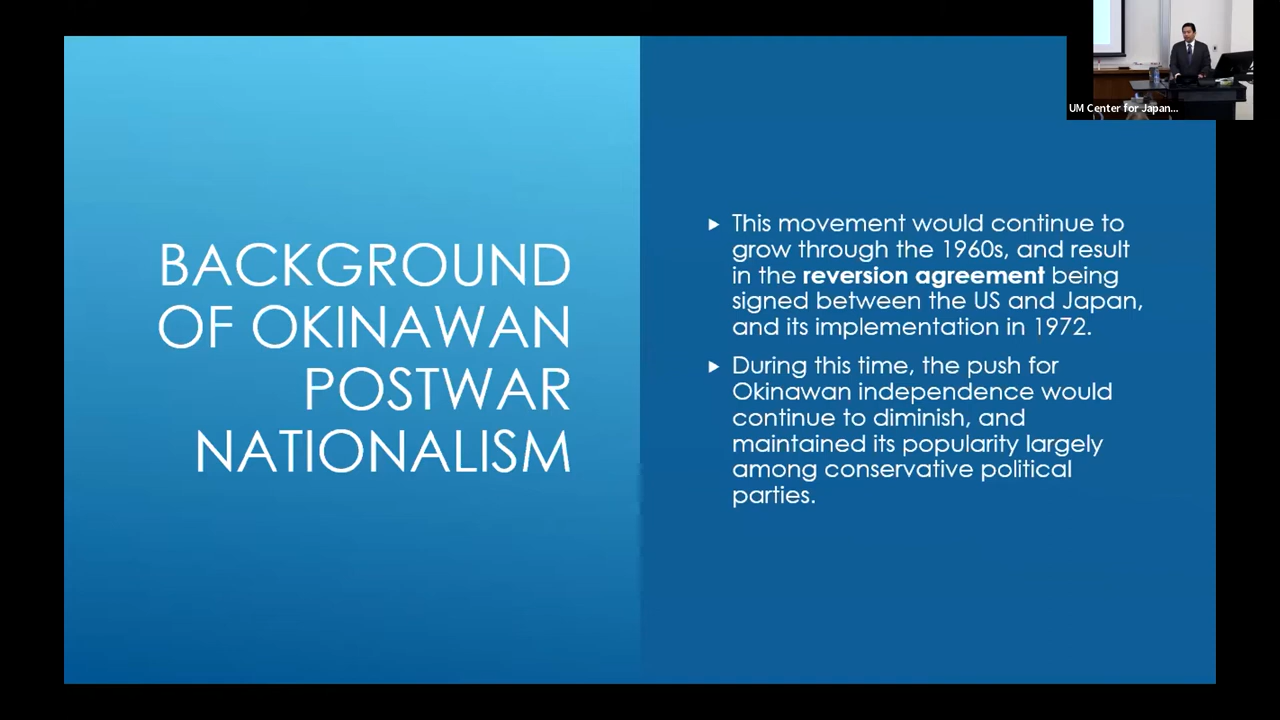 UM Center for Japan...
BACKGROUND
OF OKINAWAN
POSTWAR
NATIONALISM
This movement would continue to
grow through the 1960s, and result
in the reversion agreement being
signed between the US and Japan,
and its implementation in 1972.
During this time, the push for
Okinawan independence would
continue to diminish, and
maintained its popularity largely
among conservative political
parties.